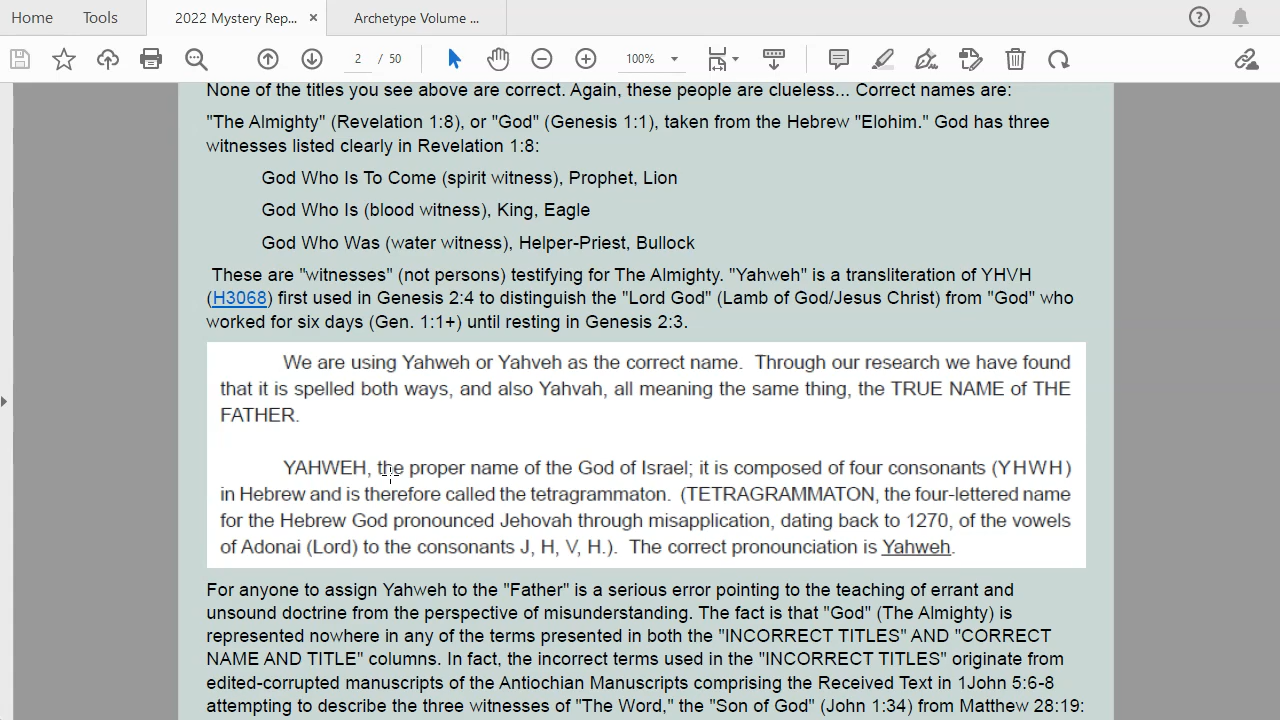 Home Tools 2022 Mystery Rep... × Archetype Volume ...
2 / 50 100%
None of the titles you see above are correct. Again, these people are clueless... Correct names are:
"The Almighty" (Revelation 1:8), or "God" (Genesis 1:1), taken from the Hebrew "Elohim." God has three
witnesses listed clearly in Revelation 1:8:
God Who Is To Come (spirit witness), Prophet, Lion
God Who Is (blood witness), King, Eagle
God Who Was (water witness), Helper-Priest, Bullock
These are "witnesses" (not persons) testifying for The Almighty. "Yahweh" is a transliteration of YHVH
(H3068) first used in Genesis 2:4 to distinguish the "Lord God" (Lamb of God/Jesus Christ) from "God" who
worked for six days (Gen. 1:1+) until resting in Genesis 2:3.
We are using Yahweh or Yahveh as the correct name. Through our research we have found
that it is spelled both ways, and also Yahvah, all meaning the same thing, the TRUE NAME of THE
FATHER.
YAHWEH, the proper name of the God of Israel; it is composed of four consonants (YHWH)
in Hebrew and is therefore called the tetragrammaton. (TETRAGRAMMATON, the four-lettered name
for the Hebrew God pronounced Jehovah through misapplication, dating back to 1270, of the vowels
of Adonai (Lord) to the consonants J, H, V, H.). The correct pronounciation is Yahweh.
For anyone to assign Yahweh to the "Father" is a serious error pointing to the teaching of errant and
unsound doctrine from the perspective of misunderstanding. The fact is that "God" (The Almighty) is
represented nowhere in any of the terms presented in both the "INCORRECT TITLES" AND "CORRECT
NAME AND TITLE" columns. In fact, the incorrect terms used in the "INCORRECT TITLES" originate from
edited-corrupted manuscripts of the Antiochian Manuscripts comprising the Received Text in 1John 5:6-8
attempting to describe the three witnesses of "The Word," the "Son of God" (John 1:34) from Matthew 28:19: